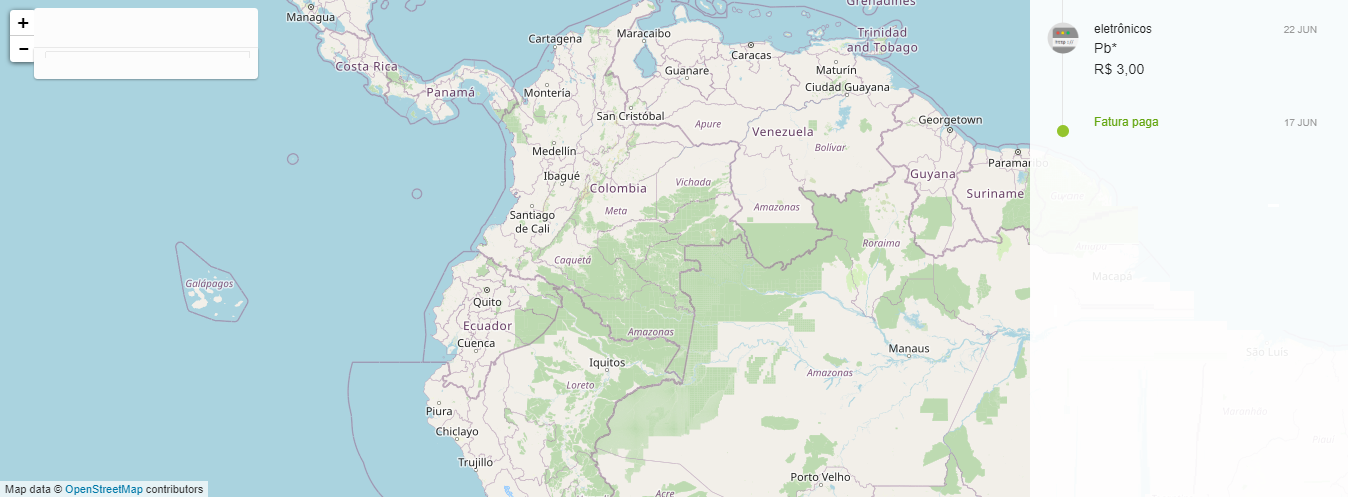 Grenadines
Managua
+
−
Cartagena
Maracaibo
Trinidad
and Tobago
Caracas
Costa Rica
Guanare
Maturín
Panamá
Montería
Ciudad Guayana
San Cristóbal
Apure
Venezuela
Georgetown
Medellín
Bolívar
Paramaribo
Ibagué
Colombia
Vichada
Guyana
Suriname
Meta
Amazonas
Santiago
de Cali
Roraima
Caquetá
Macapá
Galápagos
Quito
Ecuador
Amazonas
Cuenca
Manaus
São Luís
Iquitos
Amazonas
Loreto
Piura
Chiclayo
Trujillo
Porto Velho
Acre
Map data © OpenStreetMap contributors
eletrônicos
22 JUN
Pb*
R$ 3,00
Fatura paga
17 JUN